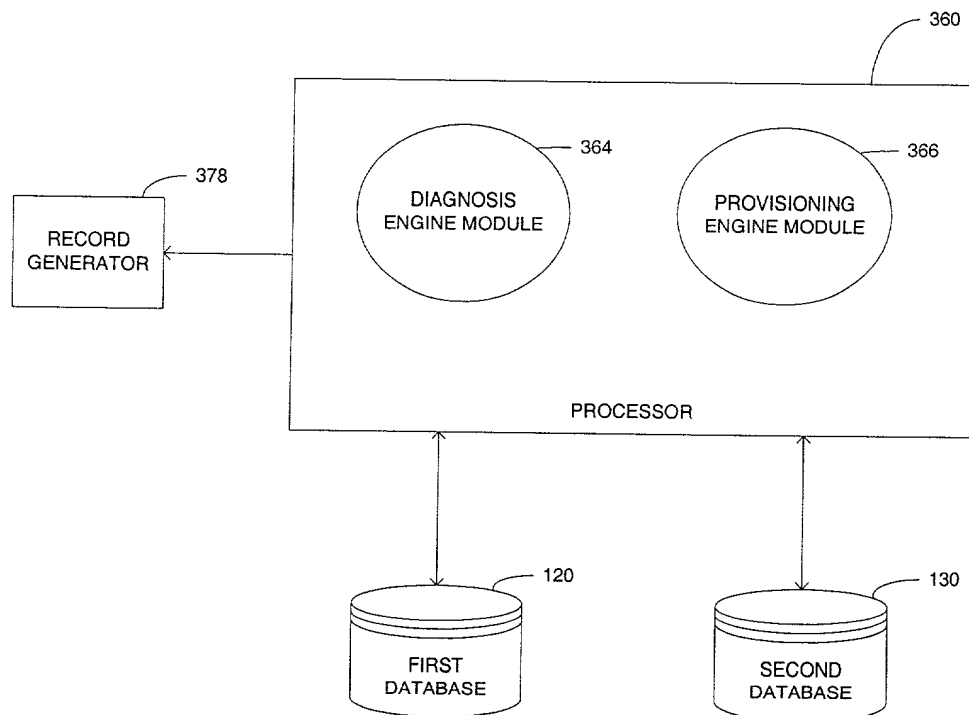 360
364
366
378
DIAGNOSIS
ENGINE MODULE
PROVISIONING
ENGINE MODULE
RECORD
GENERATOR
PROCESSOR
120
130
FIRST
DATABASE
SECOND
DATABASE